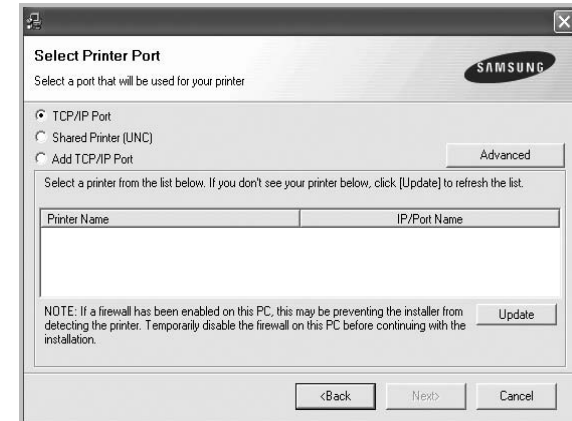 Select Printer Port
Select a port that will be used for your printer
SAMSUNG
TCP/IP Port
Shared Printer (UNC)
Add TCP/IP Port
Advanced
Select a printer from the list below. If you don't see your printer below, click [Update] to refresh the list.
Printer Name IP/Port Name
NOTE: If a firewall has been enabled on this PC, this may be preventing the installer from
detecting the printer. Temporarily disable the firewall on this PC before continuing with the
installation.
Update
<Back Next> Cancel